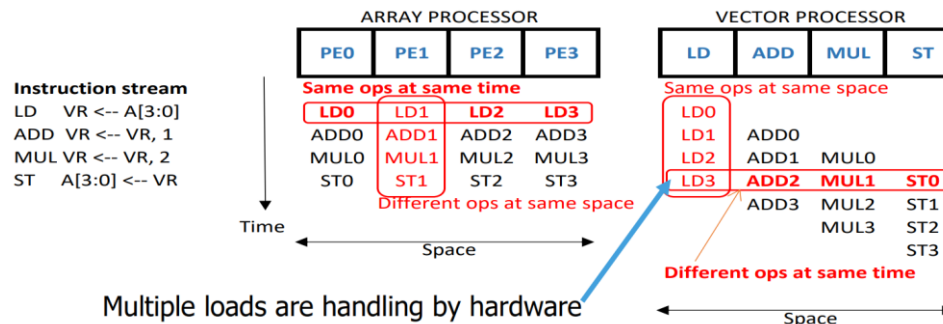 ARRAY PROCESSOR
PE0 PE1 PE2 PE3
Same ops at same time
LD0 LD1 LD2 LD3
ADD0 ADD1 ADD2 ADD3
MUL0 MUL1 MUL2 MUL3
ST0 ST1 ST2 ST3
Different ops at same space
Space
Instruction stream
LD VR <-- A[3:0]
ADD VR <-- VR, 1
MUL VR <-- VR, 2
ST A[3:0] <-- VR
Time
VECTOR PROCESSOR
LD ADD MUL ST
Same ops at same space
LD0
LD1 ADD0
LD2 ADD1 MUL0
LD3 ADD2 MUL1 ST0
ADD3 MUL2 ST1
MUL3 ST2
ST3
Different ops at same time
Space
Multiple loads are handling by hardware